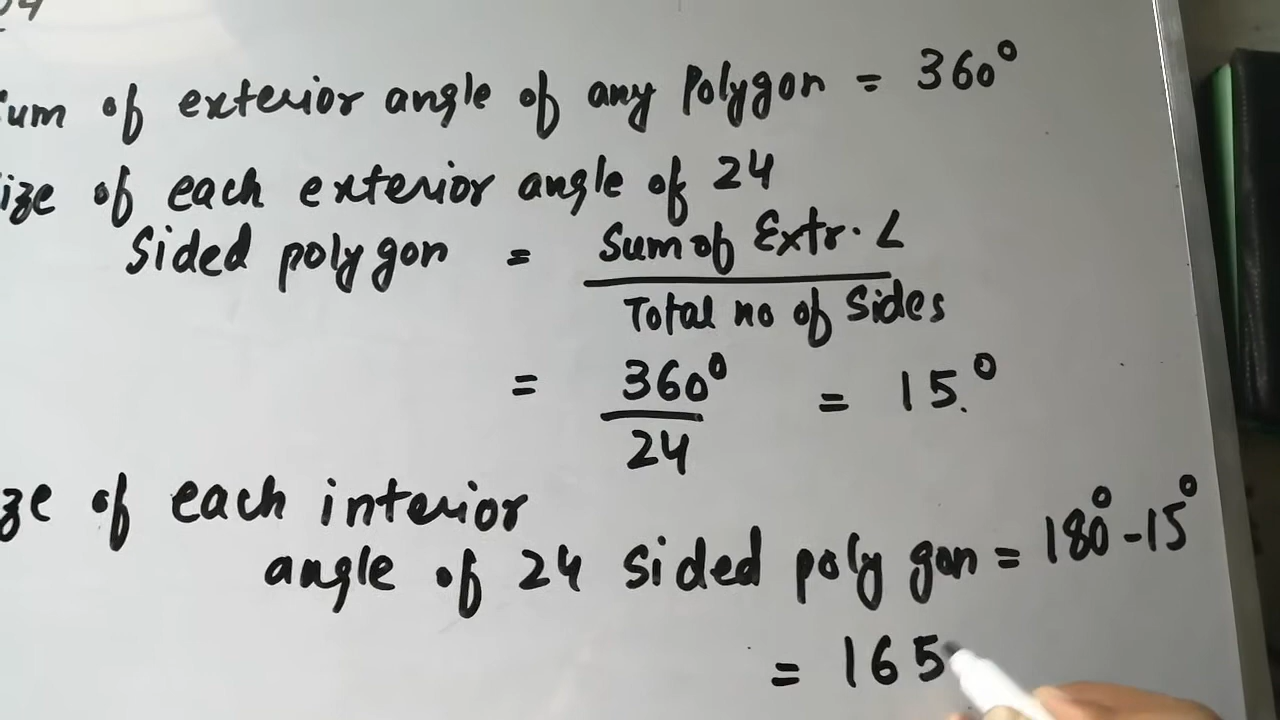 Sum of exterior angle of any polygon = 360°
ize of each exterior angle of 24
Sided polygon = Sum of Extr. ∠
Total no of Sides
= 360° = 15.°
24
ze of each interior
angle of 24 sided polygon = 180° - 15°
= 165